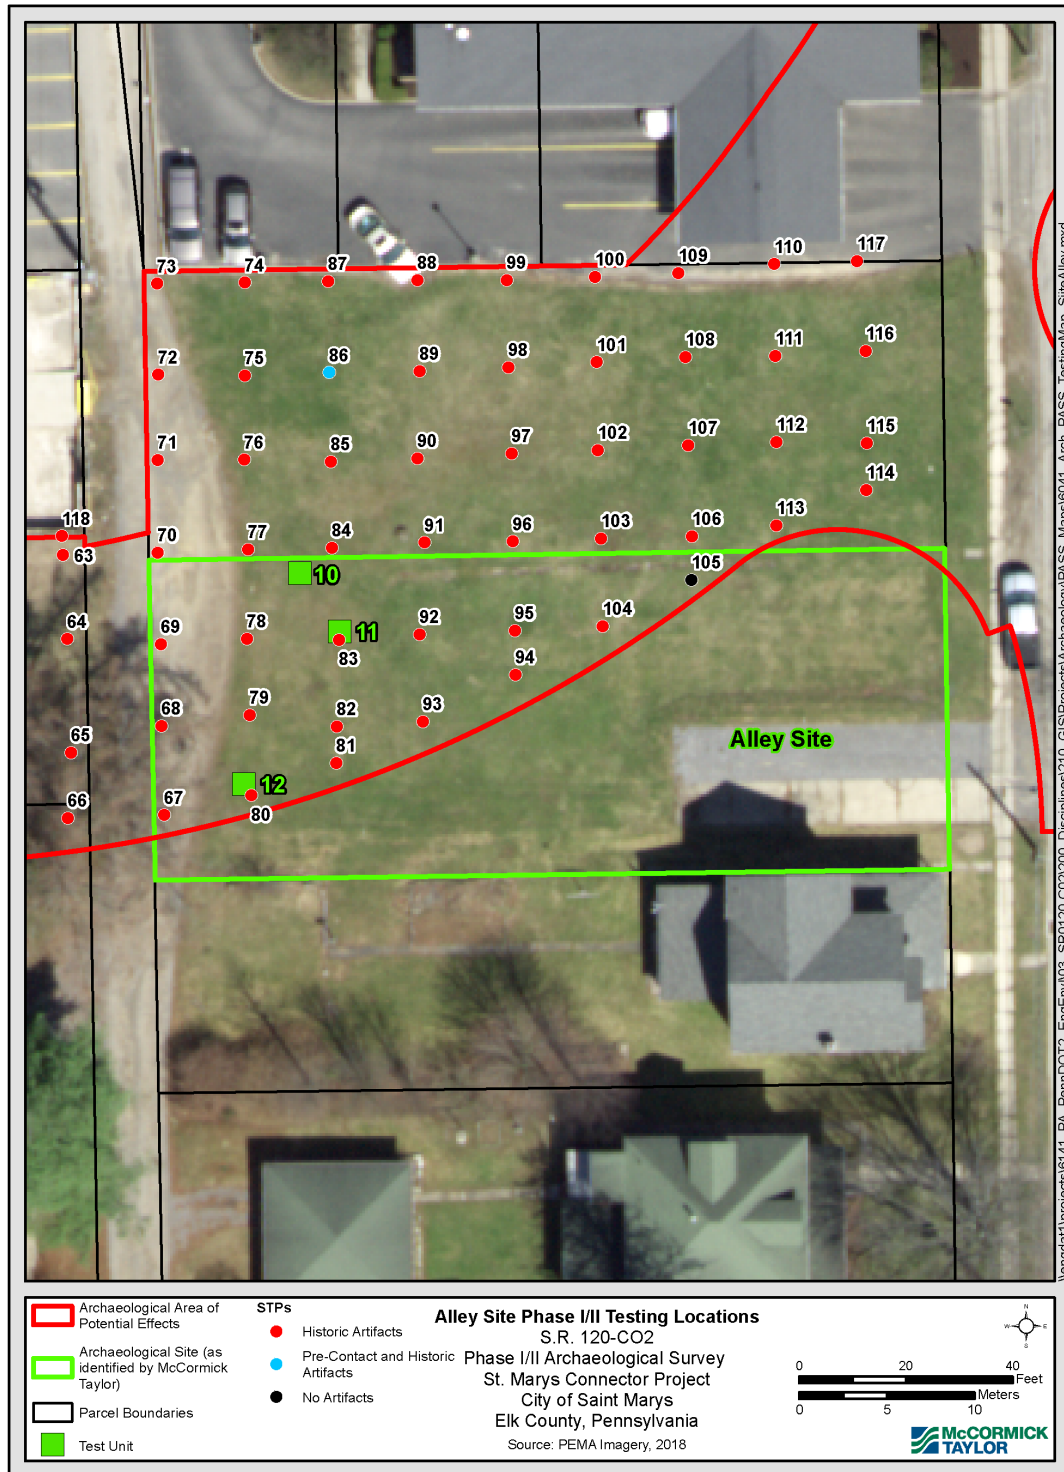 110
117
109
100
99
88
87
74
73
116
111
108
101
98
89
86
75
72
115
112
107
102
97
90
85
76
71
114
113
118
63
70
77
84
91
96
103
106
105
10
64
69
78
11
83
92
95
104
94
65
68
79
82
93
81
Alley Site
12
66
67
80
Archaeological Area of
Potential Effects
Archaeological Site (as
identified by McCormick
Taylor)
Parcel Boundaries
Test Unit
STPs
Historic Artifacts
Pre-Contact and Historic
Artifacts
No Artifacts
Alley Site Phase I/II Testing Locations
S.R. 120-CO2
Phase I/II Archaeological Survey
St. Marys Connector Project
City of Saint Marys
Elk County, Pennsylvania
Source: PEMA Imagery, 2018
N
W E
S
0 20 40
Feet
Meters
0 5 10
McCORMICK
TAYLOR